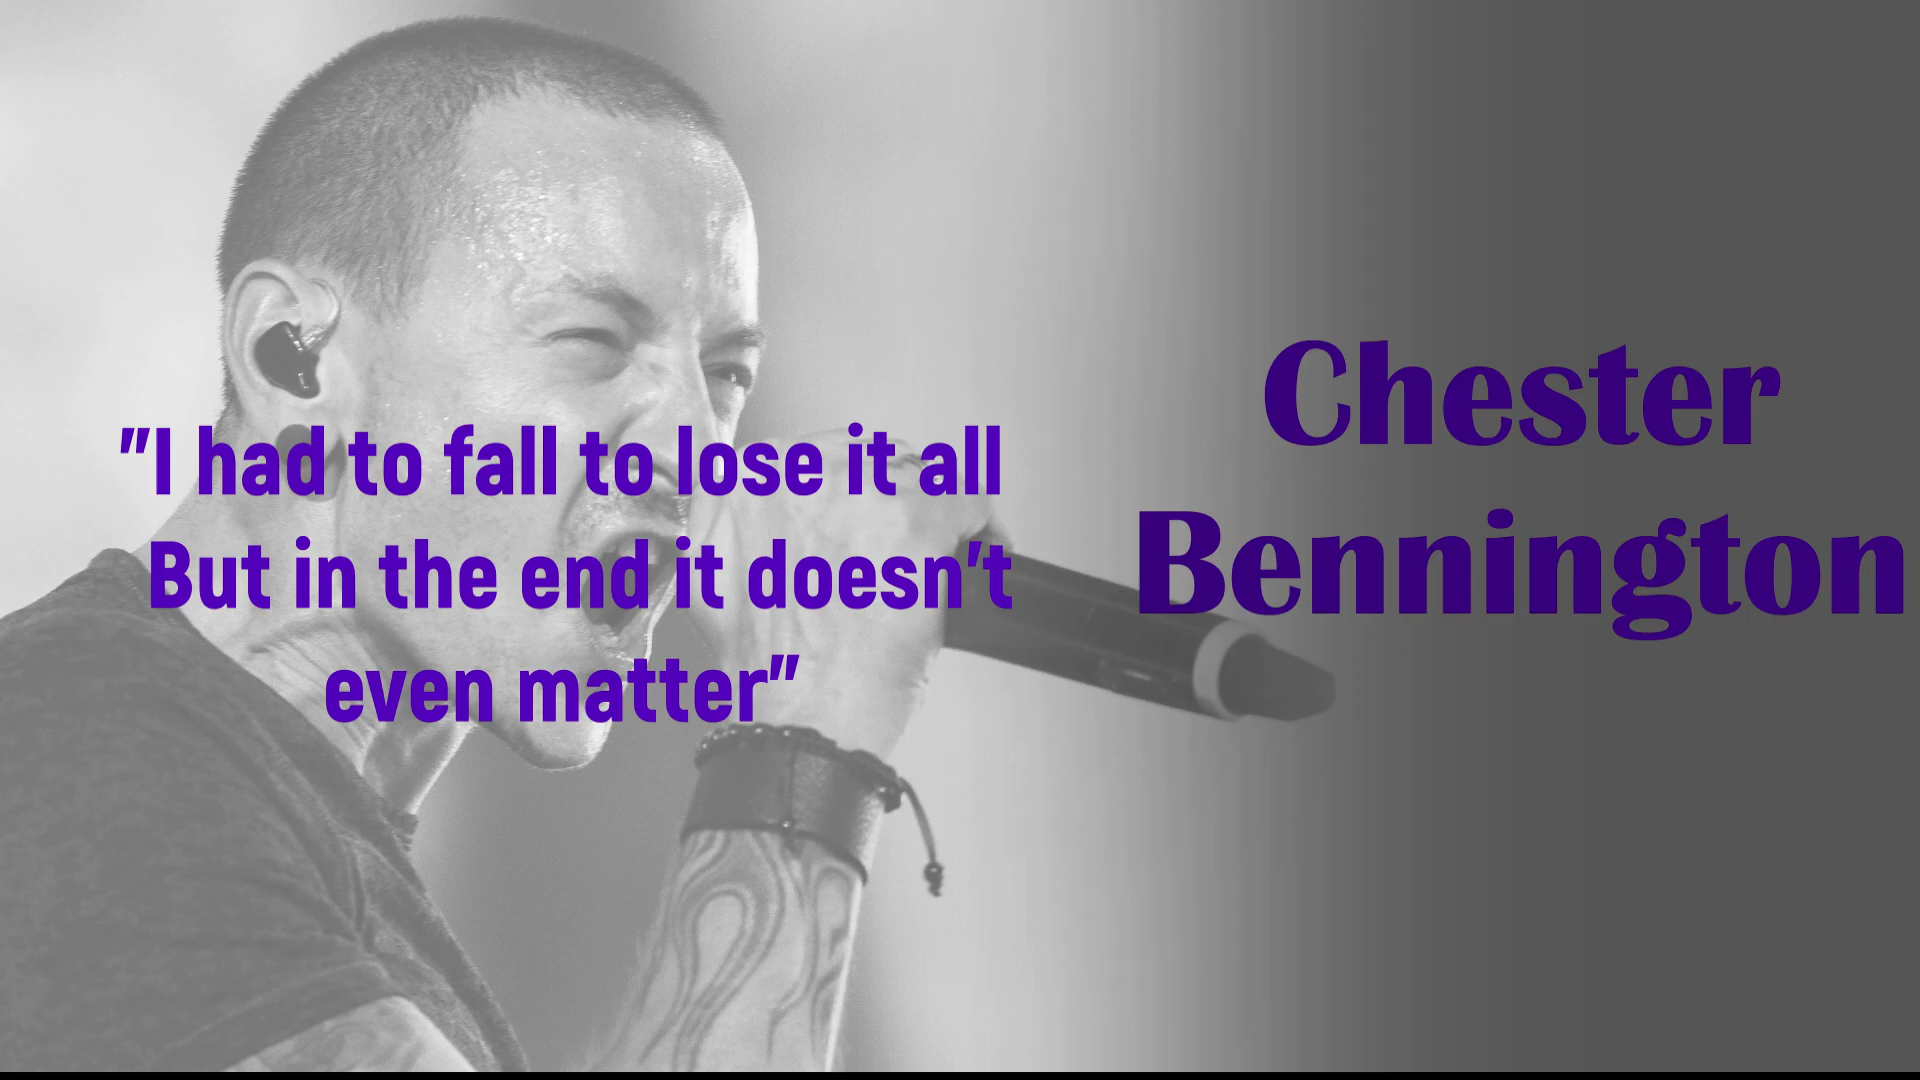 "I had to fall to lose it all
But in the end it doesn't
even matter"
Chester
Bennington